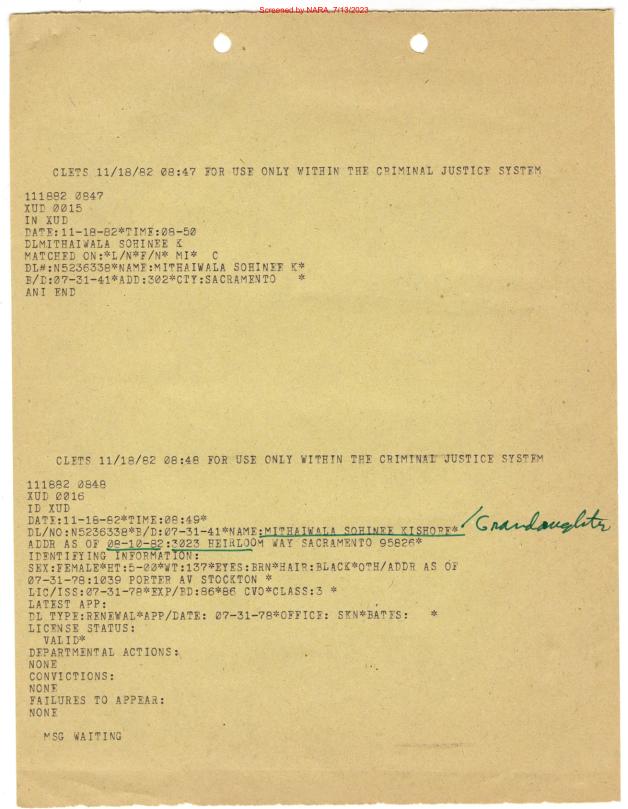 Screened by NARA, 7/13/2023
CLETS 11/18/82 08:47 FOR USE ONLY WITHIN THE CRIMINAL JUSTICE SYSTEM
111882 0847
XUD 0015
IN XUD
DATE:11-18-82*TIME:08-50
DLMITHAIWALA SOHINEE K
MATCHED ON:*L/N*F/N* MI* C
DL#:N5236338*NAME:MITHAIWALA SOHINEE K*
B/D:07-31-41*ADD:302*CTY:SACRAMENTO *
ANI END
CLETS 11/18/82 08:48 FOR USE ONLY WITHIN THE CRIMINAL JUSTICE SYSTEM
111882 0848
XUD 0016
ID XUD
DATE:11-18-82*TIME:08:49*
DL/NO:N5236338*B/D:07-31-41*NAME:MITHAIWALA SOHINEE KISHORE* / Grandaughter
ADDR AS OF 08-10-82:3023 HEIRLOOM WAY SACRAMENTO 95826*
IDENTIFYING INFORMATION:
SEX:FEMALE*HT:5-00*WT:137*EYES:BRN*HAIR:BLACK*OTH/ADDR AS OF
07-31-78:1039 PORTER AV STOCKTON *
LIC/ISS:07-31-78*EXP/BD:86*86 CVO*CLASS:3 *
LATEST APP:
DL TYPE:RENEWAL*APP/DATE: 07-31-78*OFFICE: SKN*BATES: *
LICENSE STATUS:
VALID*
DEPARTMENTAL ACTIONS:
NONE
CONVICTIONS:
NONE
FAILURES TO APPEAR:
NONE
MSG WAITING